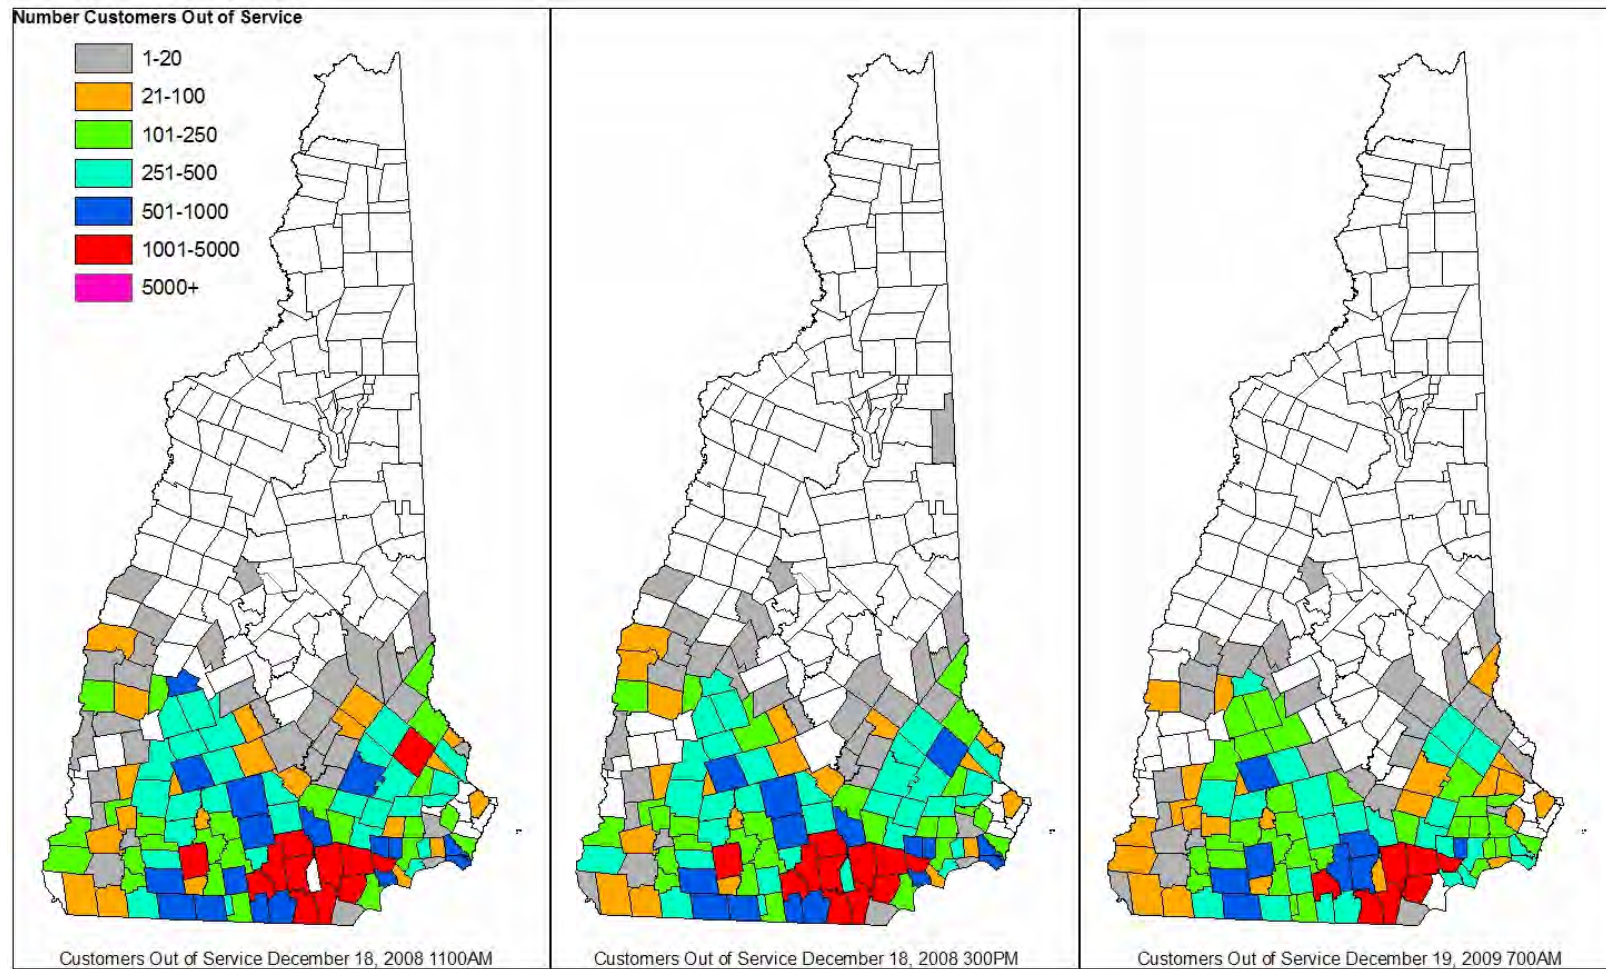 Number Customers Out of Service
1-20
21-100
101-250
251-500
501-1000
1001-5000
5000+
Customers Out of Service December 18, 2008 1100AM
Customers Out of Service December 18, 2008 300PM
Customers Out of Service December 19, 2009 700AM